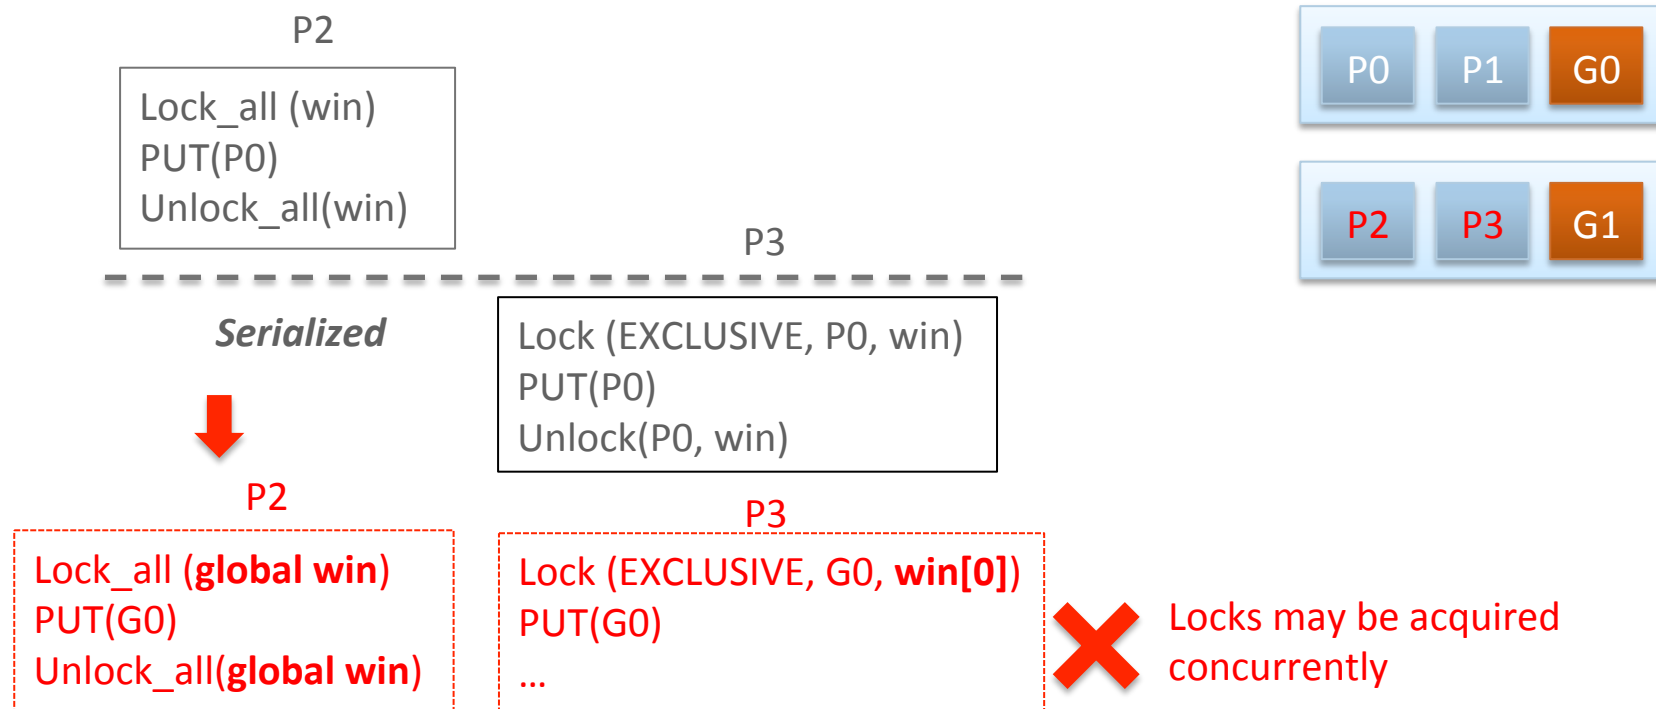 P2
Lock_all (win)
PUT(P0)
Unlock_all(win)
P3
Serialized
Lock (EXCLUSIVE, P0, win)
PUT(P0)
Unlock(P0, win)
P2
Lock_all (global win)
PUT(G0)
Unlock_all(global win)
P3
Lock (EXCLUSIVE, G0, win[0])
PUT(G0)
...
Locks may be acquired
concurrently
P0 P1 G0
P2 P3 G1